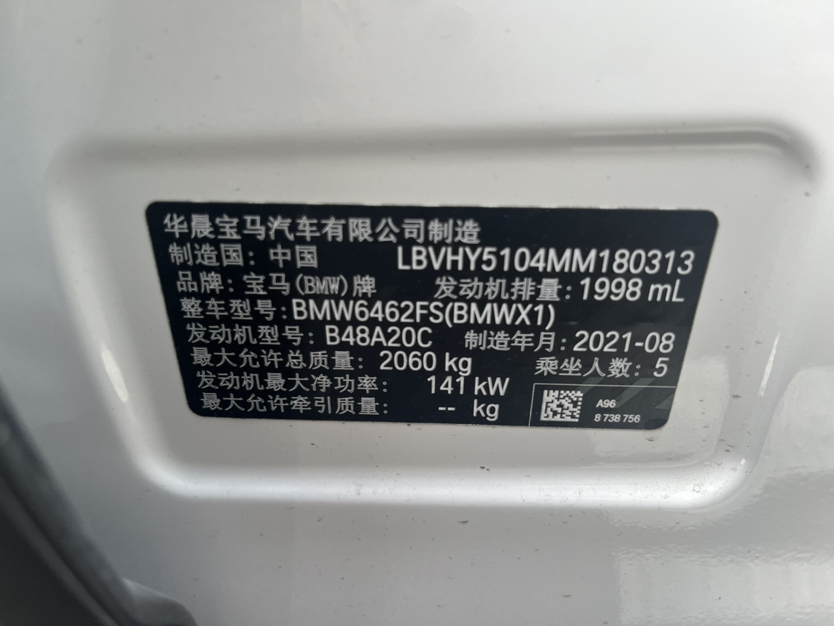 华晨宝马汽车有限公司制造
制造国: 中国 LBVHY5104MM180313
品牌: 宝马(BMW)牌 发动机排量: 1998 mL
整车型号:BMW6462FS(BMWX1)
发动机型号: B48A20C 制造年月: 2021-08
最大允许总质量: 2060 kg 乘坐人数: 5
发动机最大净功率: 141 kW
最大允许牵引质量: -- kg
A96
8 738 756